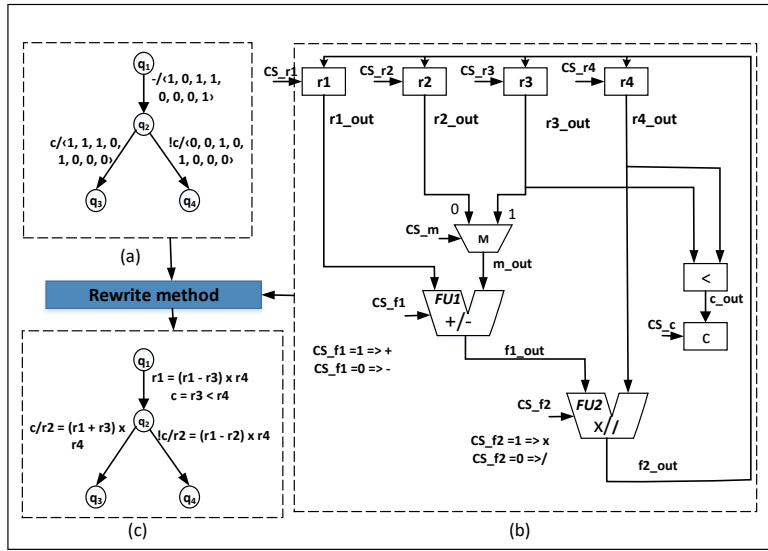 q1
-/‹1, 0, 1, 1,
0, 0, 0, 1›
q2
c/‹1, 1, 1, 0,
1, 0, 0, 0›
!c/‹0, 0, 1, 0,
1, 0, 0, 0›
q3
q4
(a)
Rewrite method
q1
r1 = (r1 - r3) x r4
c = r3 < r4
q2
c/r2 = (r1 + r3) x
r4
!c/r2 = (r1 - r2) x r4
q3
q4
(c)
CS_r1
r1
CS_r2
r2
CS_r3
r3
CS_r4
r4
r1_out
r2_out
r3_out
r4_out
0
1
CS_m
M
m_out
<
c_out
CS_c
C
CS_f1
FU1
+/-
CS_f1 =1 => +
CS_f1 =0 => -
f1_out
CS_f2
FU2
X//
CS_f2 =1 => x
CS_f2 =0 =>/
f2_out
(b)